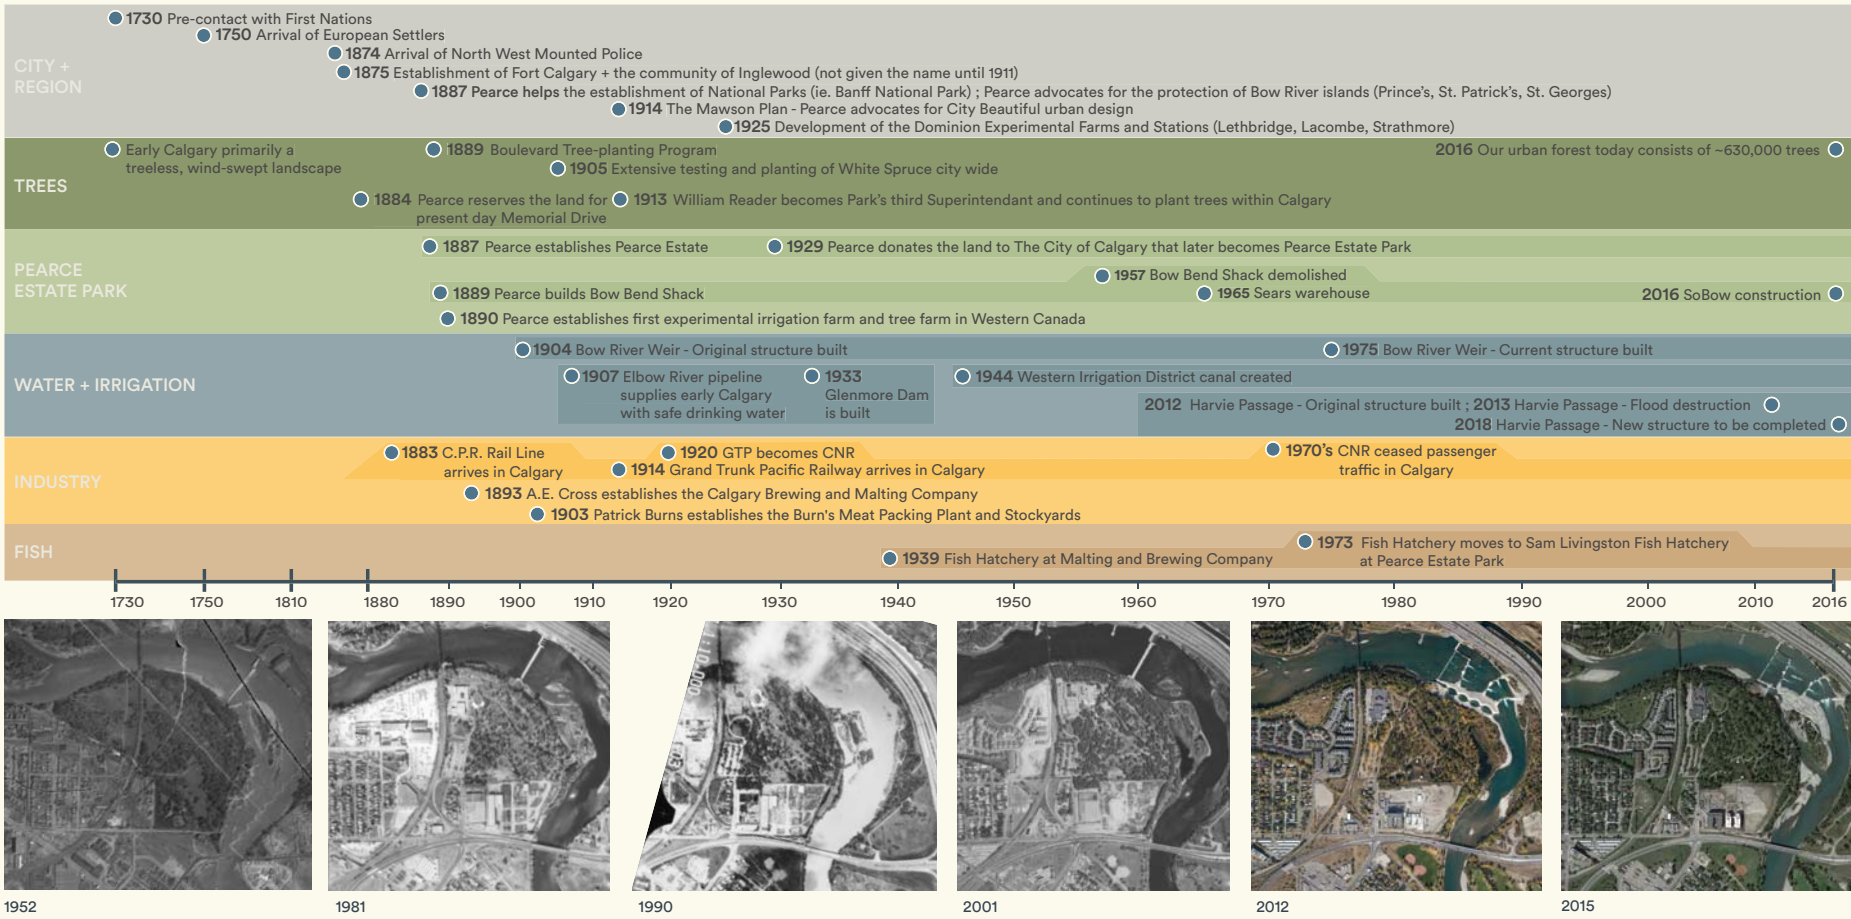 1730 Pre-contact with First Nations
1750 Arrival of European Settlers
1874 Arrival of North West Mounted Police
CITY +
REGION
1875 Establishment of Fort Calgary + the community of Inglewood (not given the name until 1911)
1887 Pearce helps the establishment of National Parks (ie. Banff National Park) ; Pearce advocates for the protection of Bow River islands (Prince's, St. Patrick's, St. Georges)
1914 The Mawson Plan - Pearce advocates for City Beautiful urban design
1925 Development of the Dominion Experimental Farms and Stations (Lethbridge, Lacombe, Strathmore)
TREES
Early Calgary primarily a
treeless, wind-swept landscape
1889 Boulevard Tree-planting Program
2016 Our urban forest today consists of ~630,000 trees
1905 Extensive testing and planting of White Spruce city wide
1884 Pearce reserves the land for
present day Memorial Drive
1913 William Reader becomes Park's third Superintendant and continues to plant trees within Calgary
PEARCE
ESTATE PARK
1887 Pearce establishes Pearce Estate
1929 Pearce donates the land to The City of Calgary that later becomes Pearce Estate Park
1957 Bow Bend Shack demolished
1889 Pearce builds Bow Bend Shack
1965 Sears warehouse
2016 SoBow construction
1890 Pearce establishes first experimental irrigation farm and tree farm in Western Canada
WATER + IRRIGATION
1904 Bow River Weir - Original structure built
1975 Bow River Weir - Current structure built
1907 Elbow River pipeline
supplies early Calgary
with safe drinking water
1933
Glenmore Dam
is built
1944 Western Irrigation District canal created
2012 Harvie Passage - Original structure built ; 2013 Harvie Passage - Flood destruction
2018 Harvie Passage - New structure to be completed
INDUSTRY
1883 C.P.R. Rail Line
arrives in Calgary
1920 GTP becomes CNR
1914 Grand Trunk Pacific Railway arrives in Calgary
1970's CNR ceased passenger
traffic in Calgary
1893 A.E. Cross establishes the Calgary Brewing and Malting Company
1903 Patrick Burns establishes the Burn's Meat Packing Plant and Stockyards
FISH
1939 Fish Hatchery at Malting and Brewing Company
1973 Fish Hatchery moves to Sam Livingston Fish Hatchery
at Pearce Estate Park
1730 1750 1810 1880 1890 1900 1910 1920 1930 1940 1950 1960 1970 1980 1990 2000 2010 2016
1952 1981 1990 2001 2012 2015